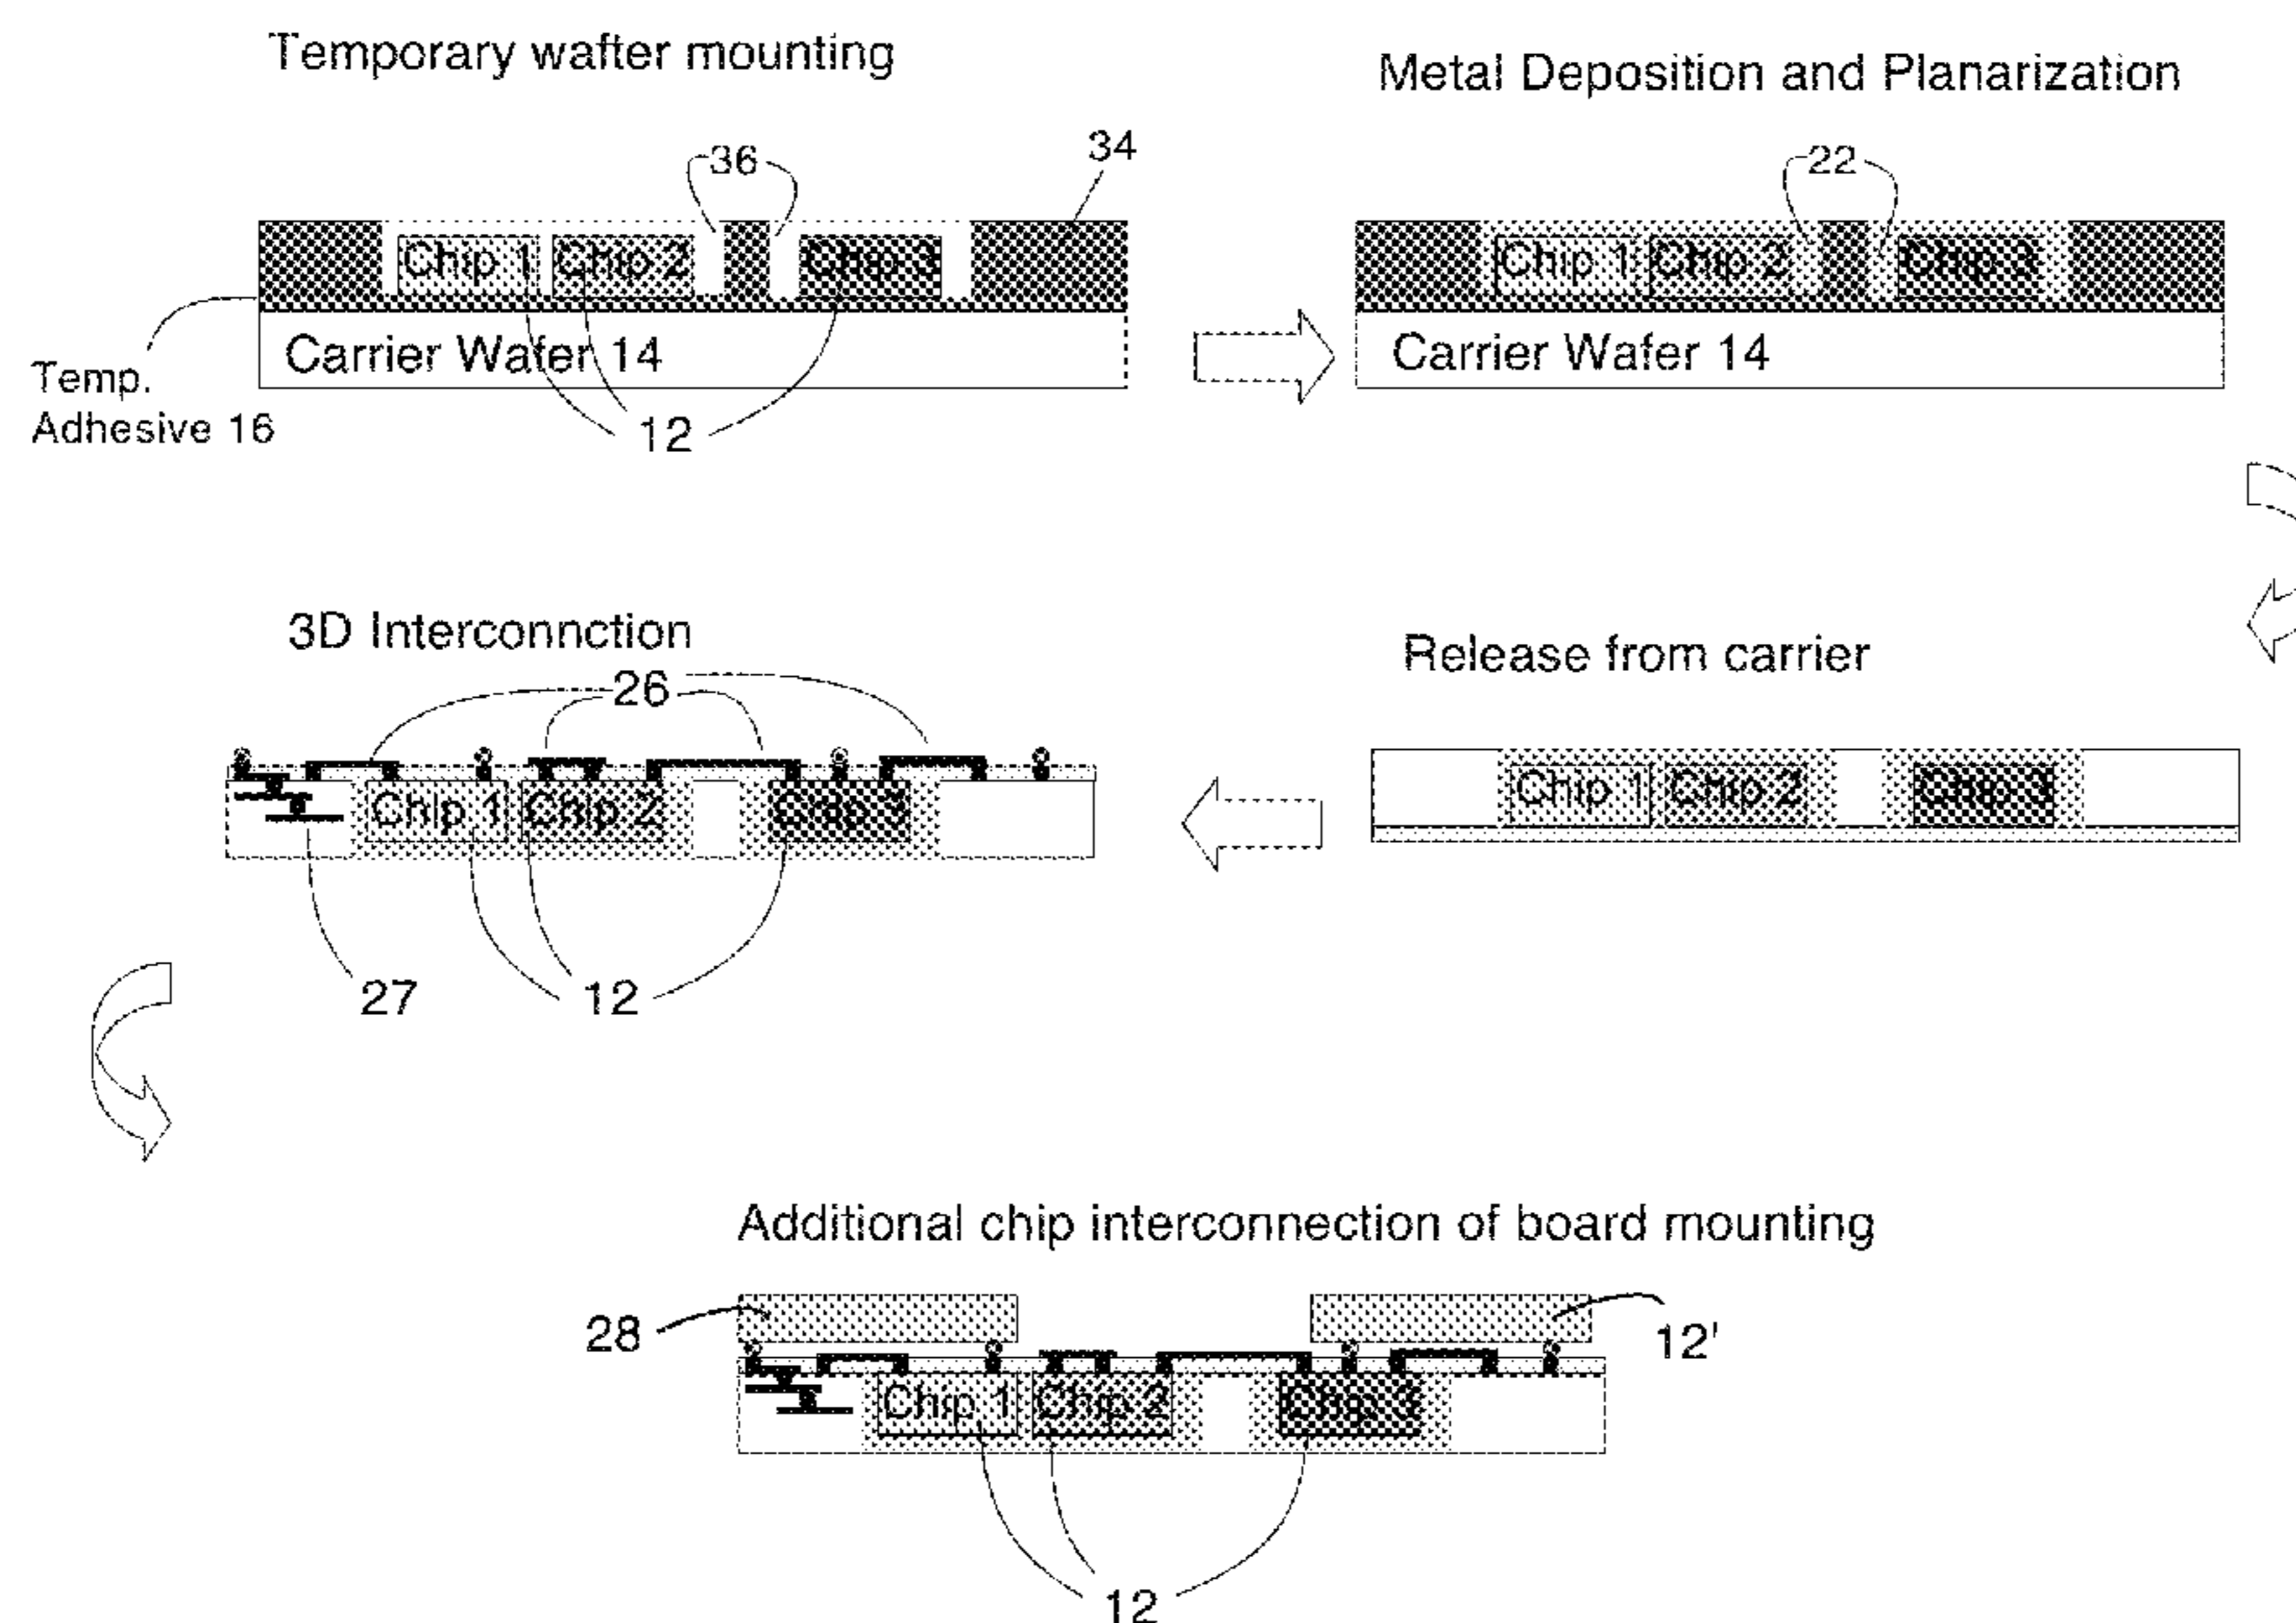 Temporary wafter mounting
Metal Deposition and Planarization
36
34
22
Chip 1 Chip 2 Chip 3
Chip 1 Chip 2 Chip 3
Carrier Wafer 14
Carrier Wafer 14
Temp.
Adhesive 16
12
3D Interconnction
Release from carrier
26
Chip 1 Chip 2 Chip 3
Chip 1 Chip 2 Chip 3
27
12
Additional chip interconnection of board mounting
28
12'
Chip 1 Chip 2 Chip 3
12